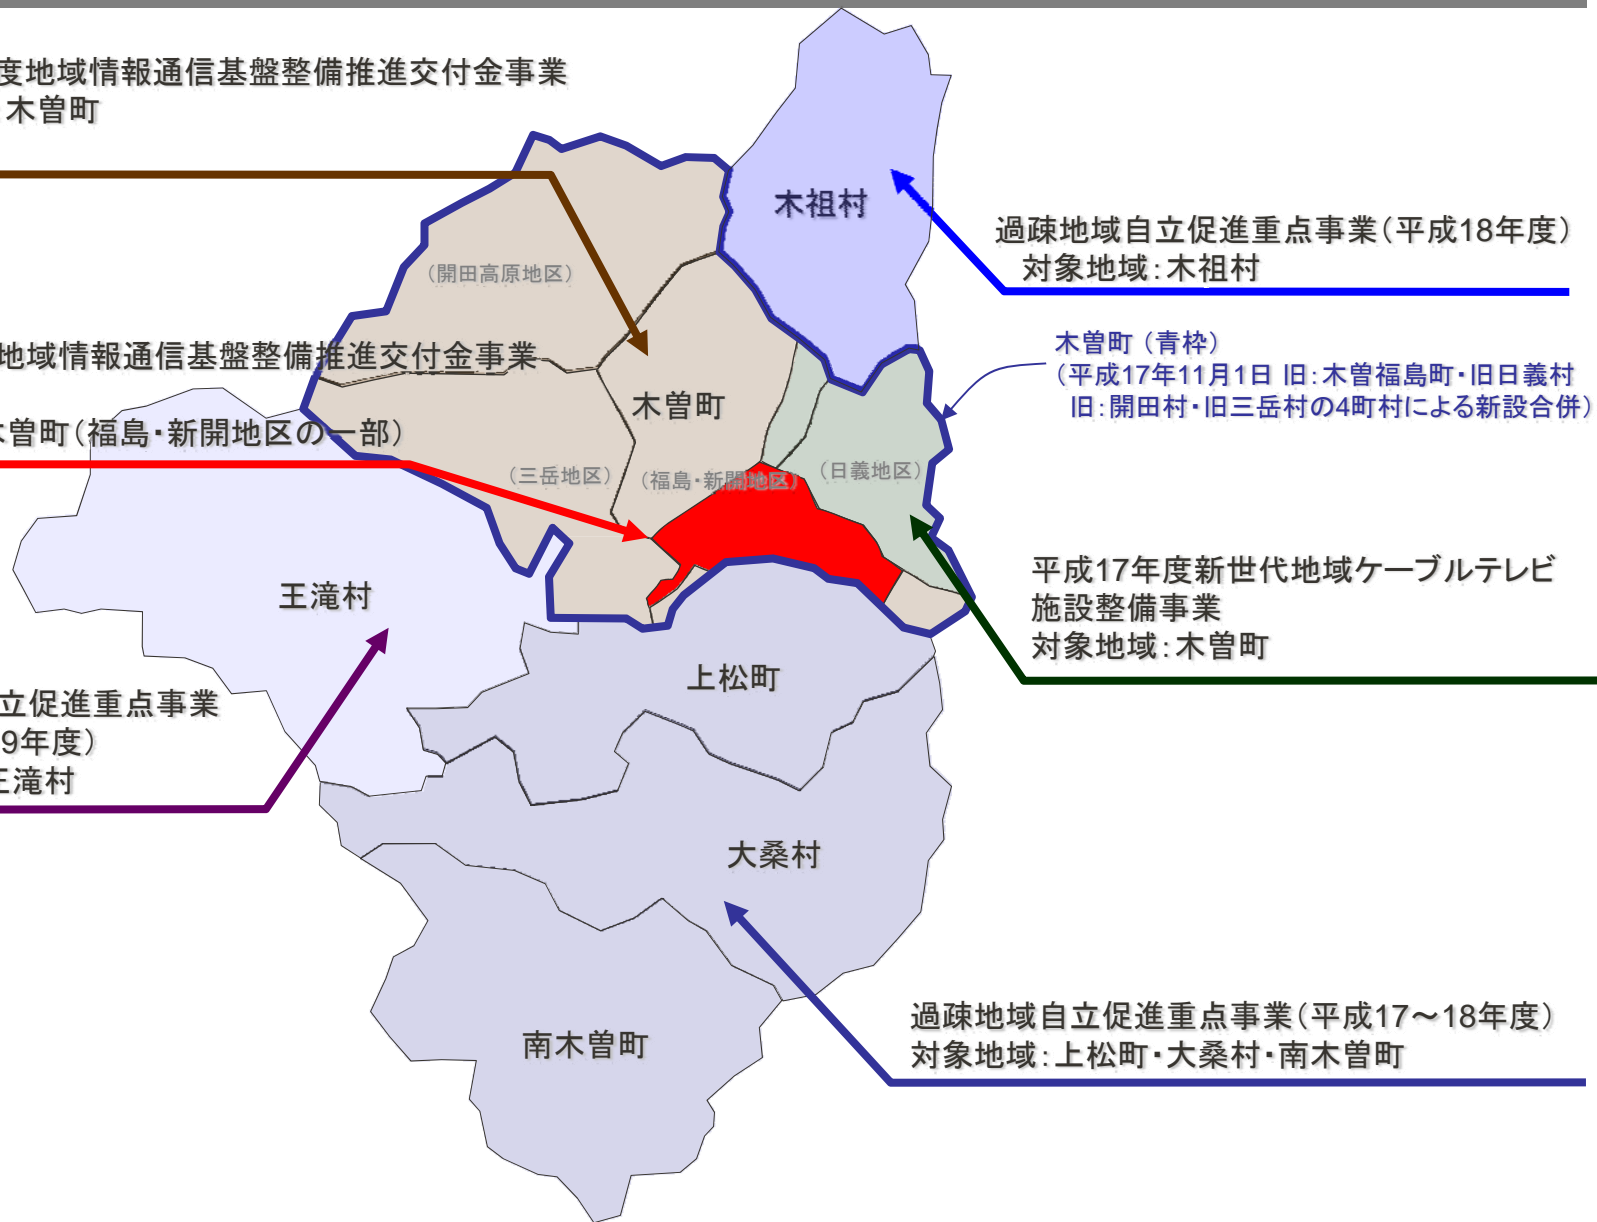 度地域情報通信基盤整備推進交付金事業
木曽町
木祖村
過疎地域自立促進重点事業（平成18年度）
対象地域：木祖村
（開田高原地区）
地域情報通信基盤整備推進交付金事業
木曽町（青枠）
（平成17年11月1日 旧：木曽福島町・旧日義村
旧：開田村・旧三岳村の4町村による新設合併）
木曽町
木曽町（福島・新開地区の一部）
（三岳地区）
（福島・新開地区）
（日義地区）
王滝村
平成17年度新世代地域ケーブルテレビ
施設整備事業
対象地域：木曽町
上松町
立促進重点事業
9年度）
王滝村
大桑村
南木曽町
過疎地域自立促進重点事業（平成17～18年度）
対象地域：上松町・大桑村・南木曽町